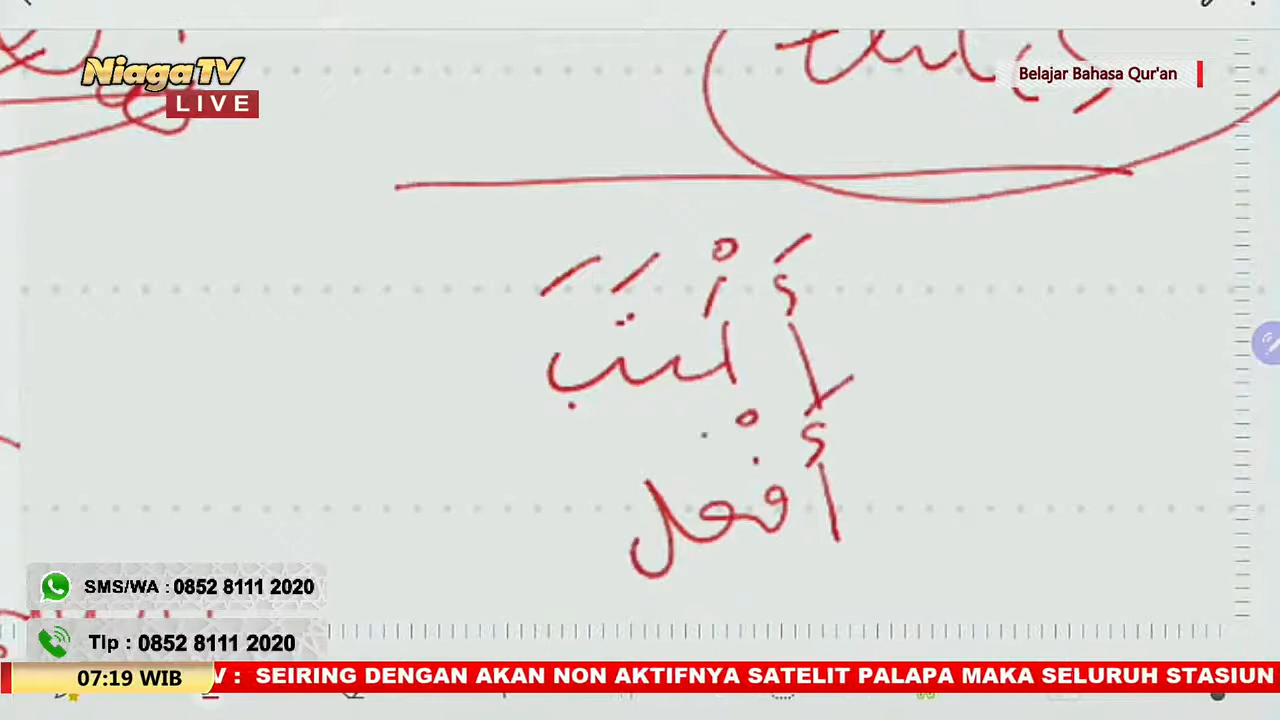 NiagaTV
LIVE
Belajar Bahasa Qur'an
أفعل
SMS/WA : 0852 8111 2020
Tlp : 0852 8111 2020
07:19 WIB
V : SEIRING DENGAN AKAN NON AKTIFNYA SATELIT PALAPA MAKA SELURUH STASIUN